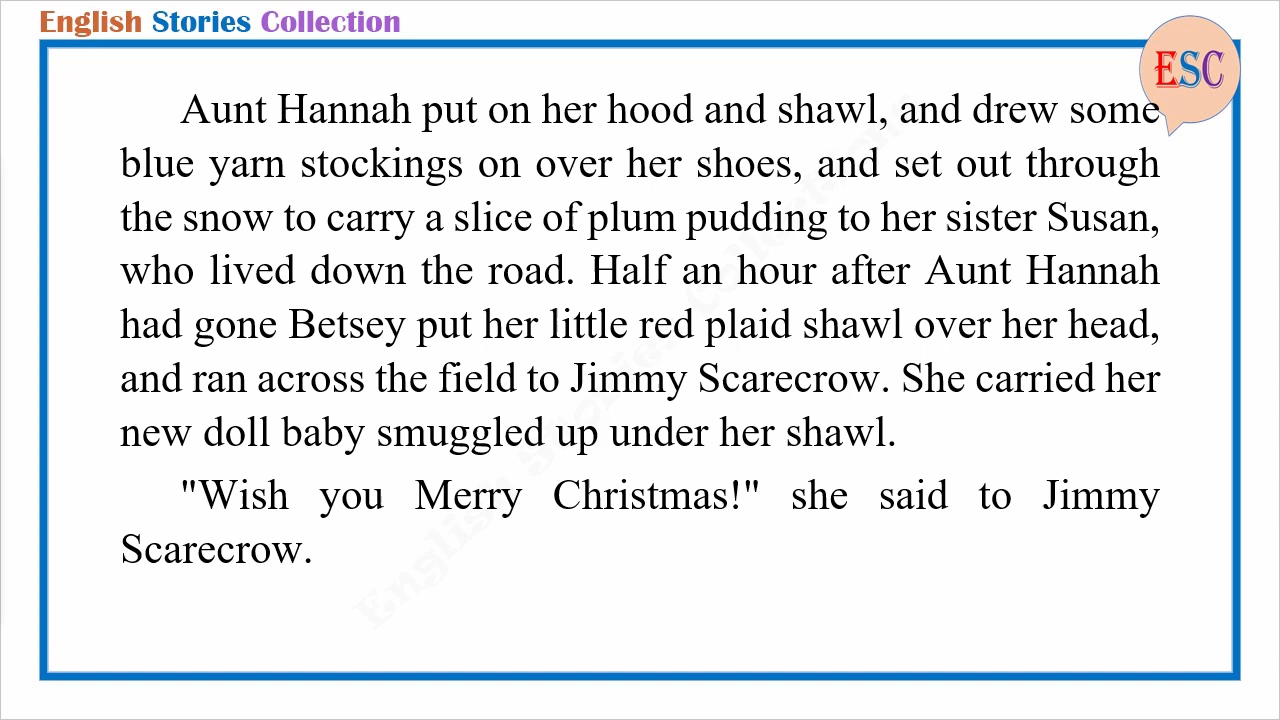 English Stories Collection
ESC
Aunt Hannah put on her hood and shawl, and drew some
blue yarn stockings on over her shoes, and set out through
the snow to carry a slice of plum pudding to her sister Susan,
who lived down the road. Half an hour after Aunt Hannah
had gone Betsey put her little red plaid shawl over her head,
and ran across the field to Jimmy Scarecrow. She carried her
new doll baby smuggled up under her shawl.
"Wish you Merry Christmas!" she said to Jimmy
Scarecrow.
English Stories Collection